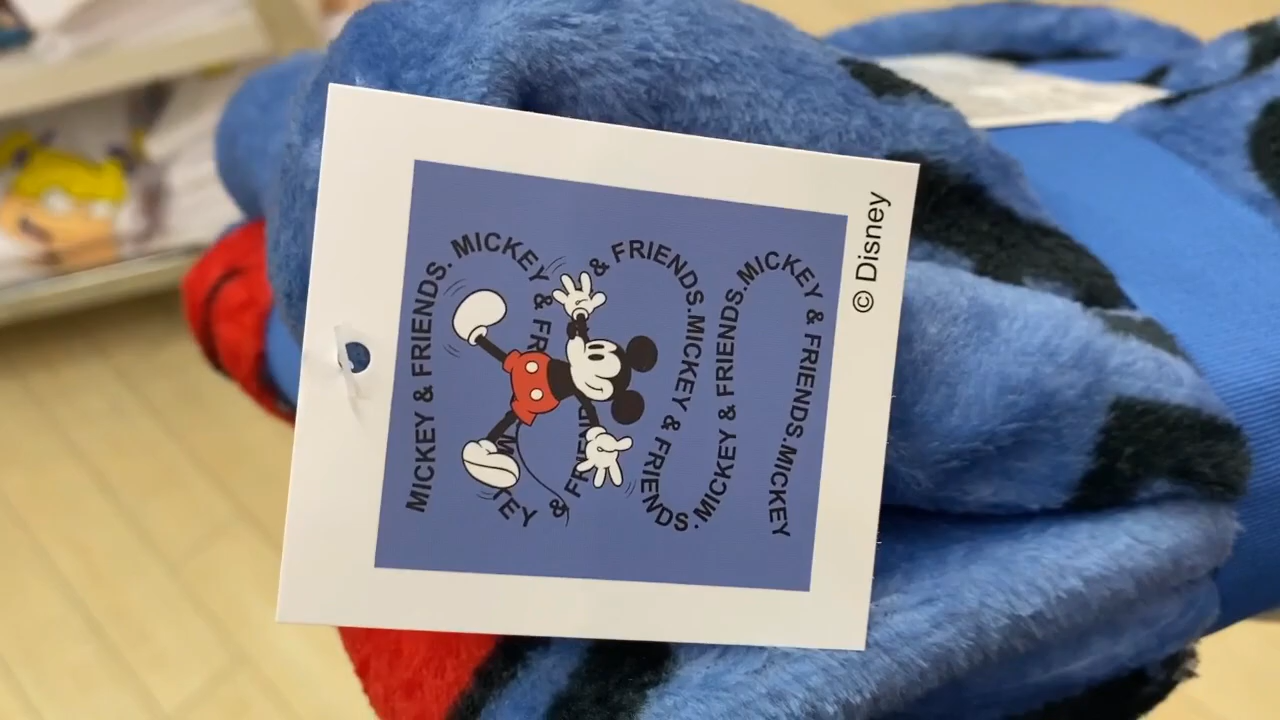 MICKEY & FRIENDS.
MICKEY & 
& 
& FRIENDS.MICKEY & FRIENDS.
MICKEY & FRIENDS.
MICKEY & FRIENDS.MICKEY
© Disney